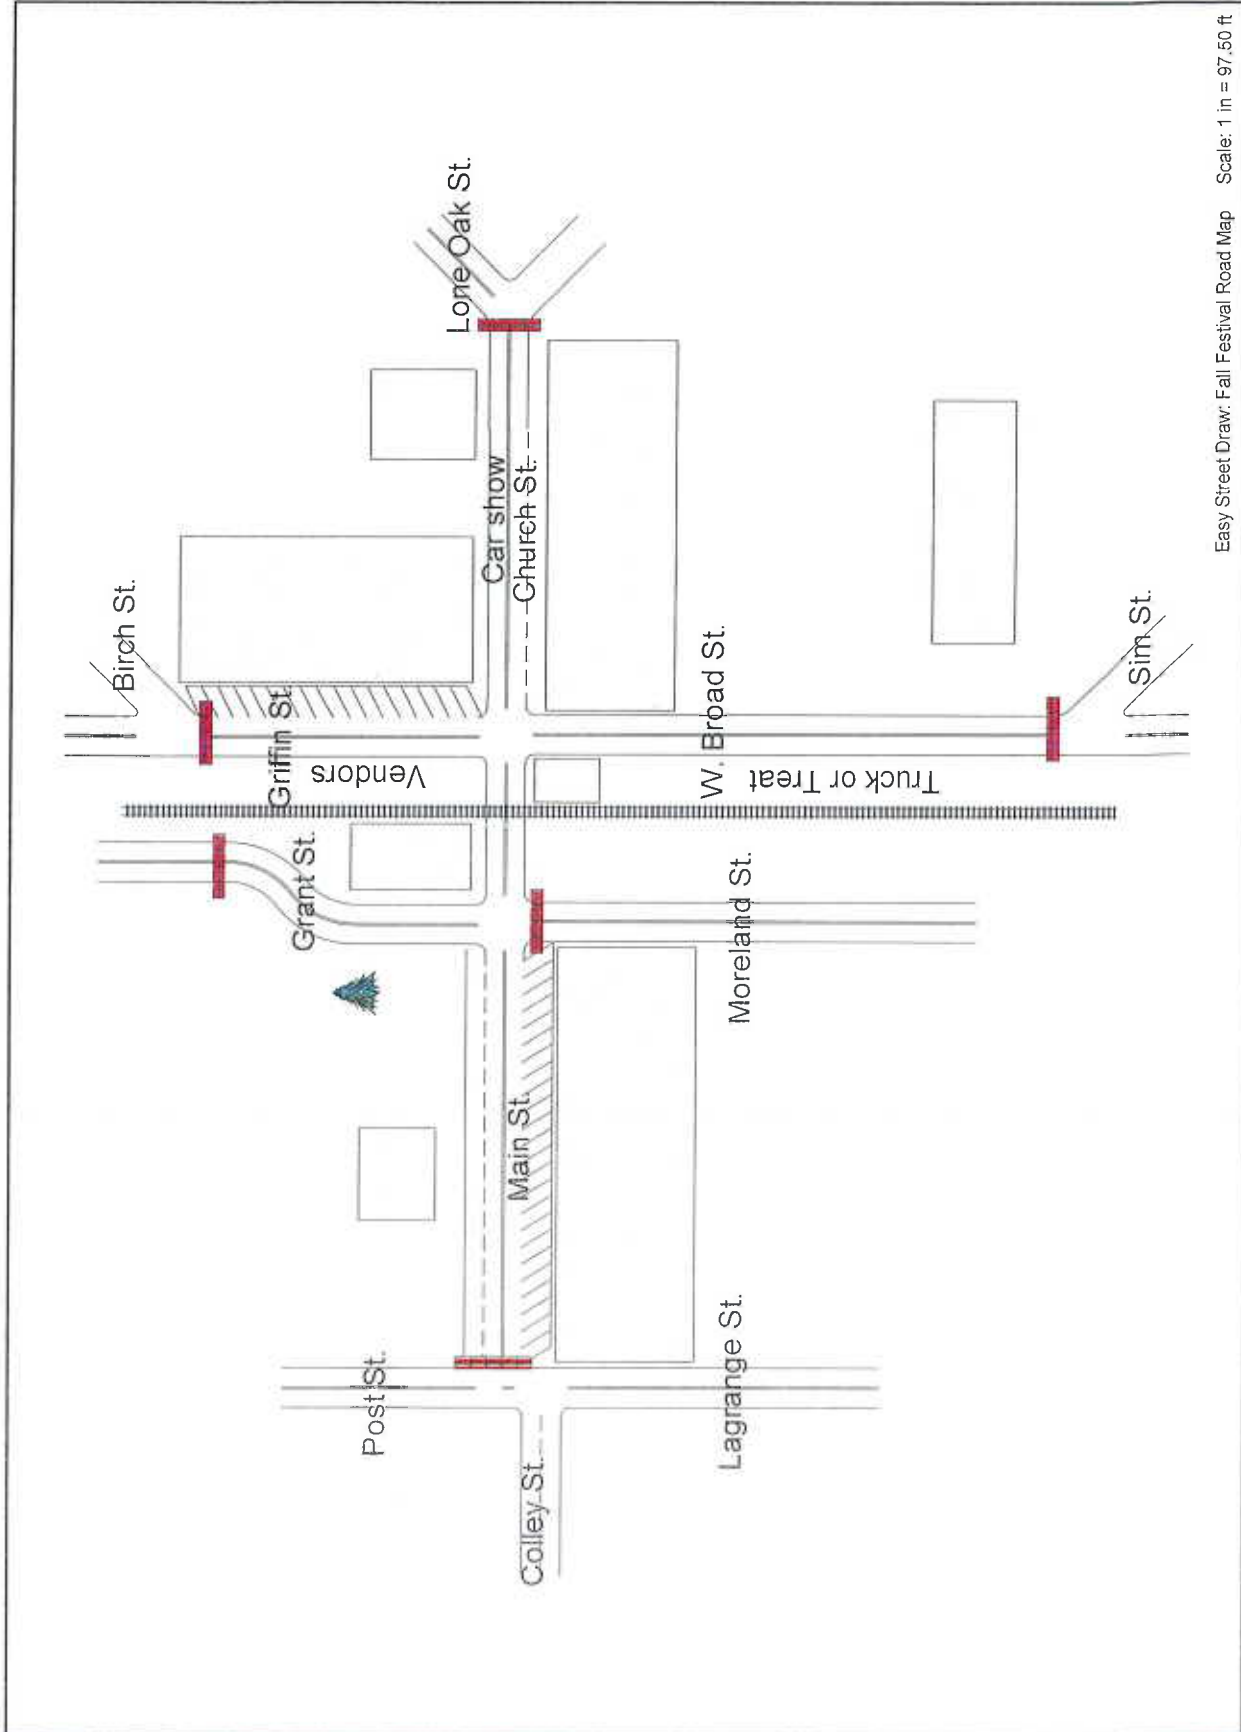 Birch St.
Griffin St.
Vendors
Grant St.
Lone Oak St.
Car show
Church St.
Main St.
Post St.
Colley St.
Lagrange St.
Moreland St.
W. Broad St.
Truck or Treat
Sim St.
Easy Street Draw: Fall Festival Road Map Scale: 1 in = 97.50 ft